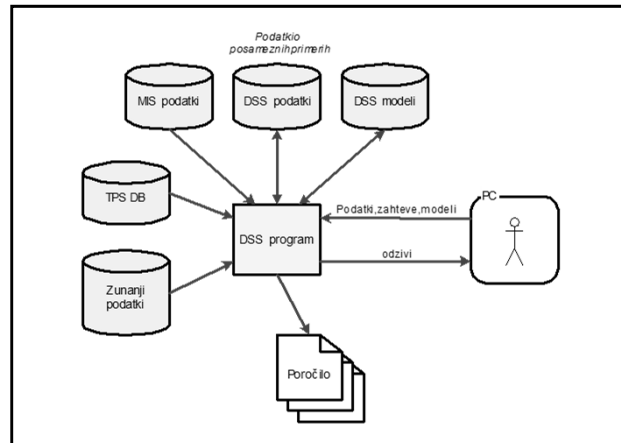 Podatkio
posameznihprimerih
MIS podatki
DSS podatki
DSS modeli
TPS DB
PC
Podatki,zahteve,modeli
DSS program
odzivi
Zunanji
podatki
Poročilo